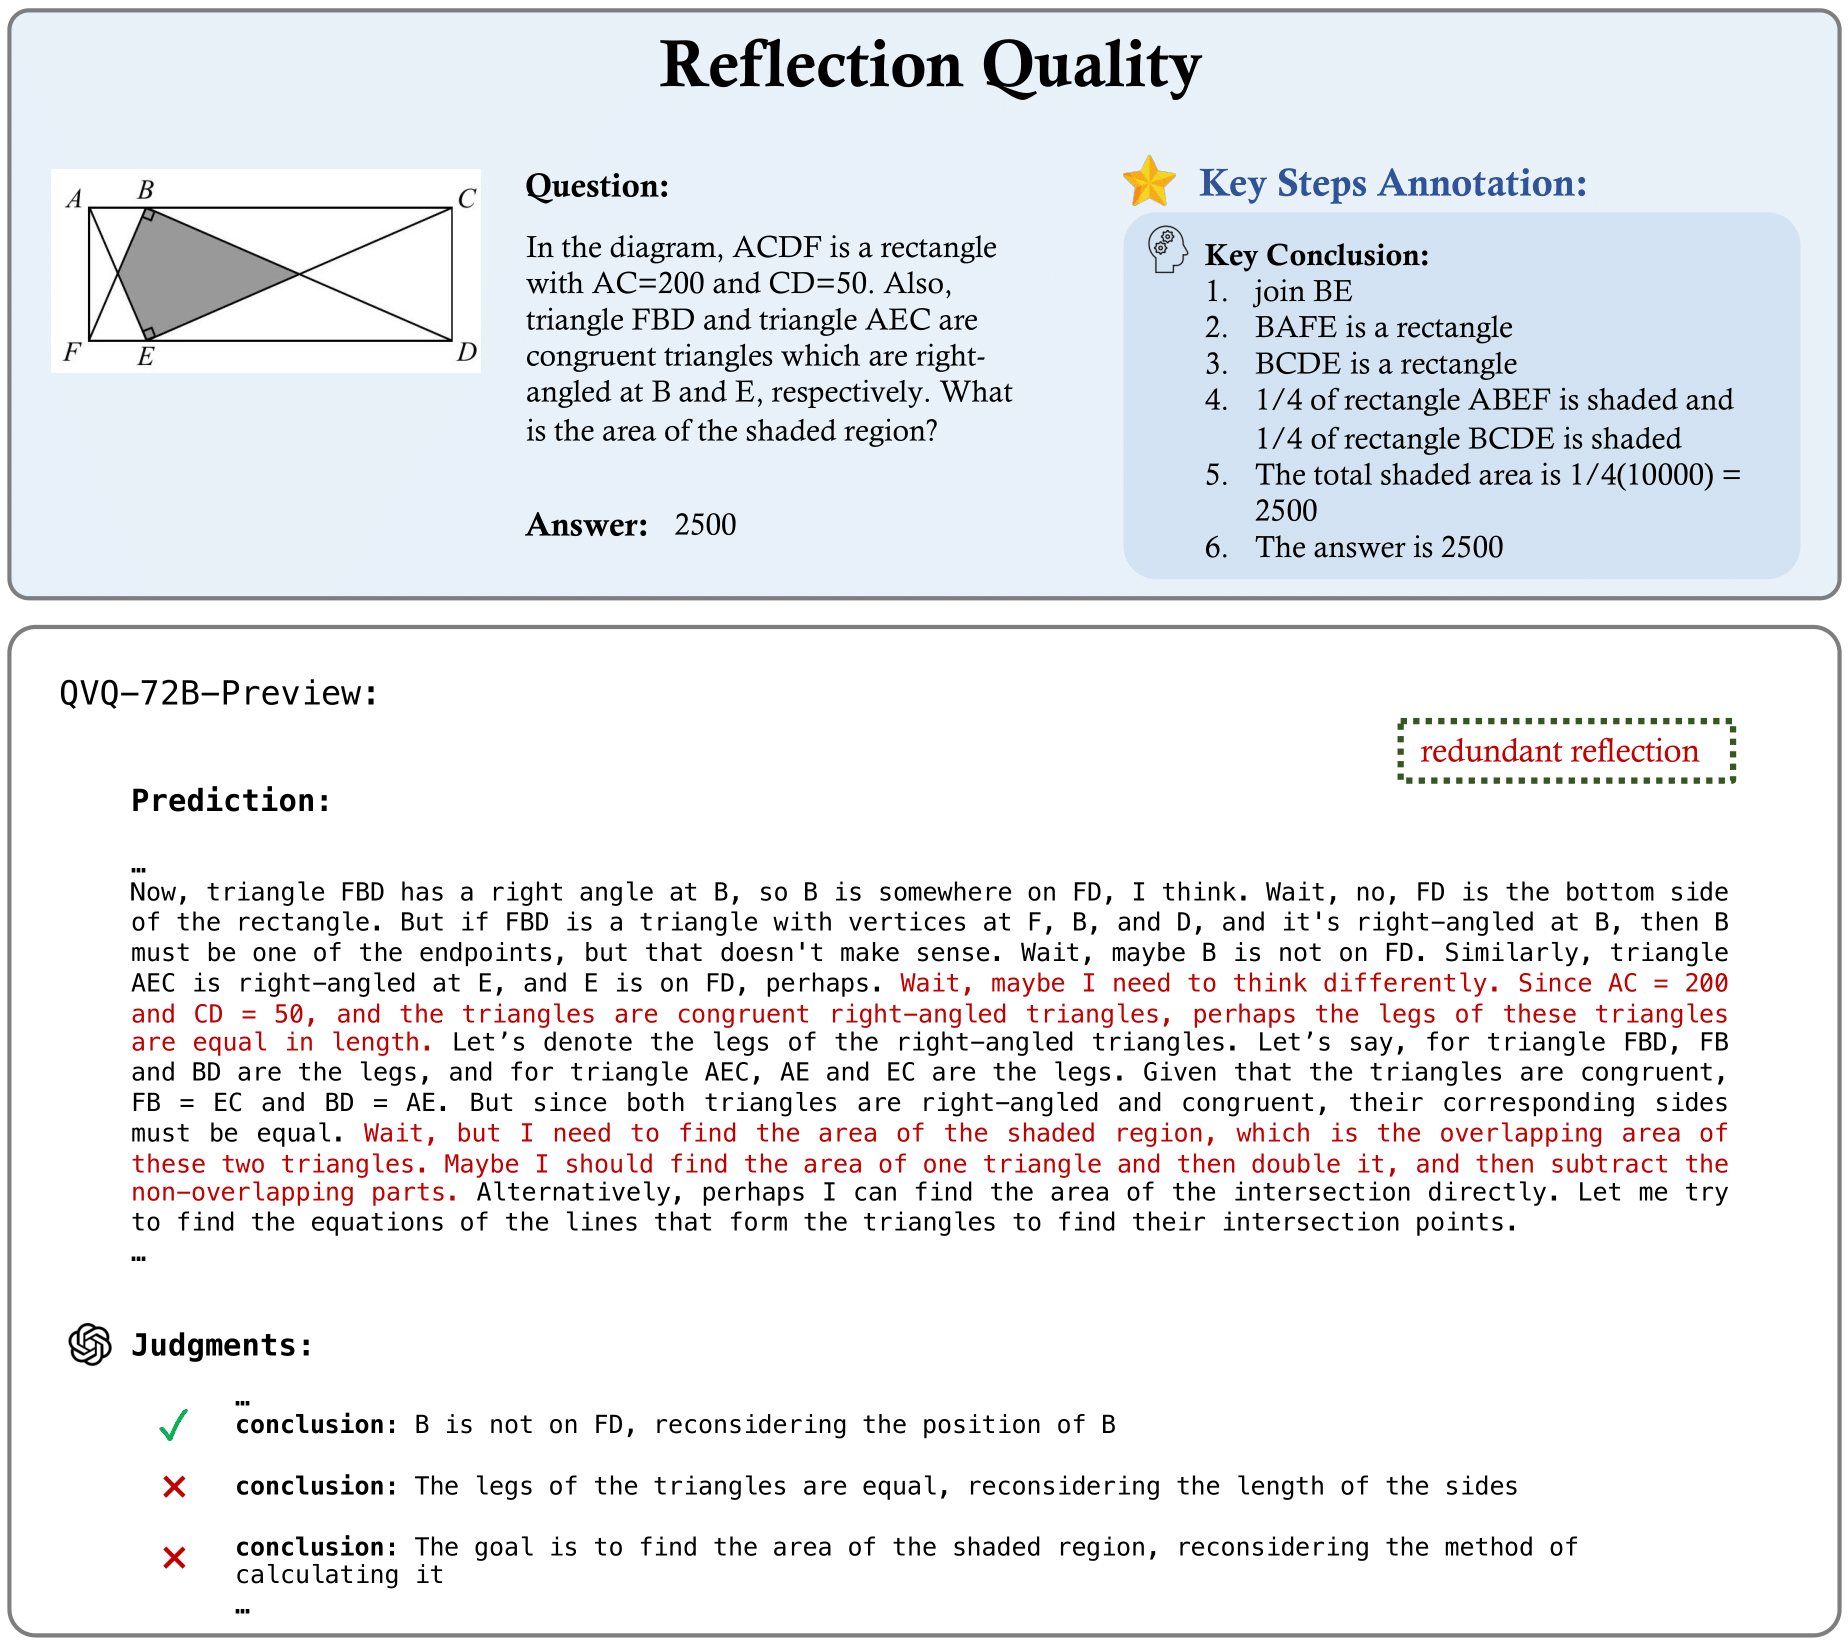 Reflection Quality
A
B
C
F
E
D
Question:
In the diagram, ACDF is a rectangle
with AC=200 and CD=50. Also,
triangle FBD and triangle AEC are
congruent triangles which are right-
angled at B and E, respectively. What
is the area of the shaded region?
Answer: 2500
Key Steps Annotation:
Key Conclusion:
1. join BE
2. BAFE is a rectangle
3. BCDE is a rectangle
4. 1/4 of rectangle ABEF is shaded and
1/4 of rectangle BCDE is shaded
5. The total shaded area is 1/4(10000) =
2500
6. The answer is 2500
QVQ-72B-Preview:
redundant reflection
Prediction:
…
Now, triangle FBD has a right angle at B, so B is somewhere on FD, I think. Wait, no, FD is the bottom side
of the rectangle. But if FBD is a triangle with vertices at F, B, and D, and it's right-angled at B, then B
must be one of the endpoints, but that doesn't make sense. Wait, maybe B is not on FD. Similarly, triangle
AEC is right-angled at E, and E is on FD, perhaps. Wait, maybe I need to think differently. Since AC = 200
and CD = 50, and the triangles are congruent right-angled triangles, perhaps the legs of these triangles
are equal in length. Let’s denote the legs of the right-angled triangles. Let’s say, for triangle FBD, FB
and BD are the legs, and for triangle AEC, AE and EC are the legs. Given that the triangles are congruent,
FB = EC and BD = AE. But since both triangles are right-angled and congruent, their corresponding sides
must be equal. Wait, but I need to find the area of the shaded region, which is the overlapping area of
these two triangles. Maybe I should find the area of one triangle and then double it, and then subtract the
non-overlapping parts. Alternatively, perhaps I can find the area of the intersection directly. Let me try
to find the equations of the lines that form the triangles to find their intersection points.
…
Judgments:
…
conclusion: B is not on FD, reconsidering the position of B
conclusion: The legs of the triangles are equal, reconsidering the length of the sides
conclusion: The goal is to find the area of the shaded region, reconsidering the method of
calculating it
…